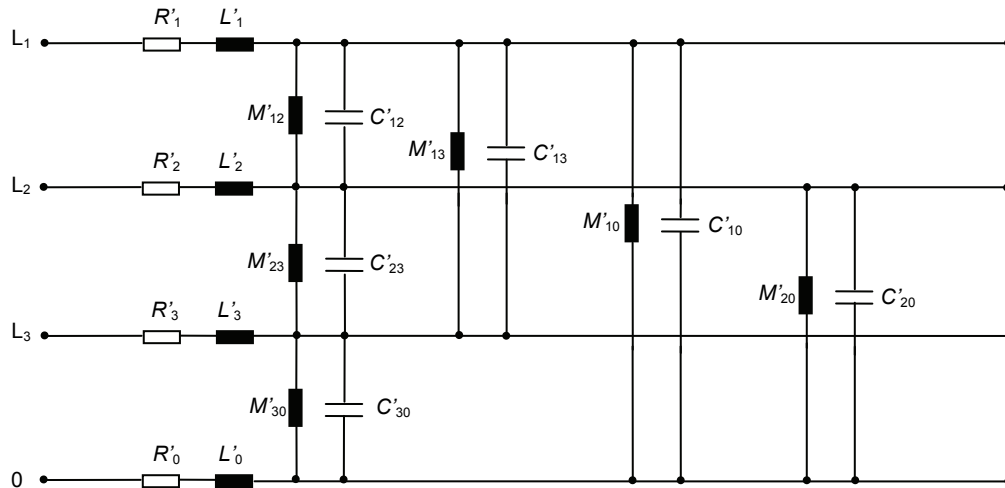 R'₁ L'₁
L₁
M'₁₂ C'₁₂
M'₁₃ C'₁₃
R'₂ L'₂
L₂
M'₁₀ C'₁₀
M'₂₃ C'₂₃
M'₂₀ C'₂₀
R'₃ L'₃
L₃
M'₃₀ C'₃₀
R'₀ L'₀
0